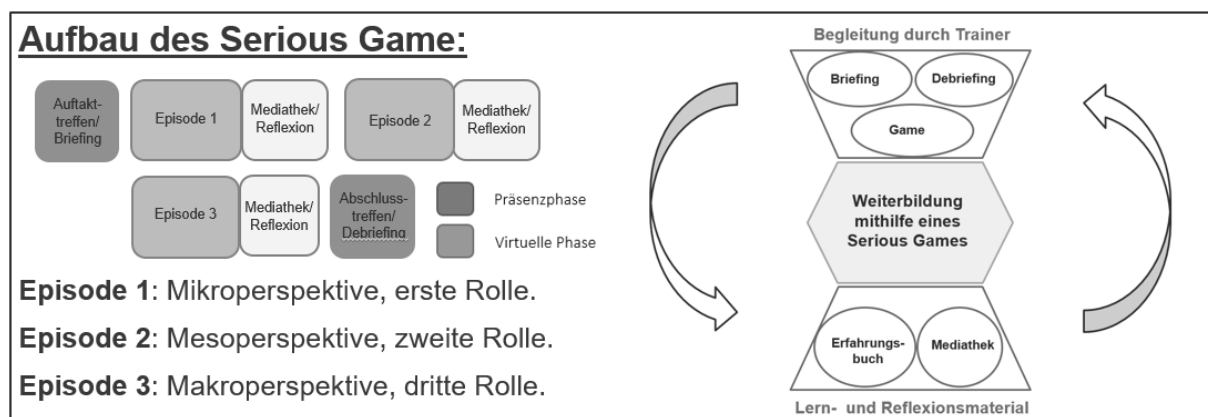 Aufbau des Serious Game:
Auftakt-
treffen/
Briefing
Episode 1
Mediathek/
Reflexion
Episode 2
Mediathek/
Reflexion
Episode 3
Mediathek/
Reflexion
Abschluss-
treffen/
Debriefing
Präsenzphase
Virtuelle Phase
Episode 1: Mikroperspektive, erste Rolle.
Episode 2: Mesoperspektive, zweite Rolle.
Episode 3: Makroperspektive, dritte Rolle.
Begleitung durch Trainer
Briefing
Debriefing
Game
Weiterbildung
mithilfe eines
Serious Games
Erfahrungs-
buch
Mediathek
Lern- und Reflexionsmaterial